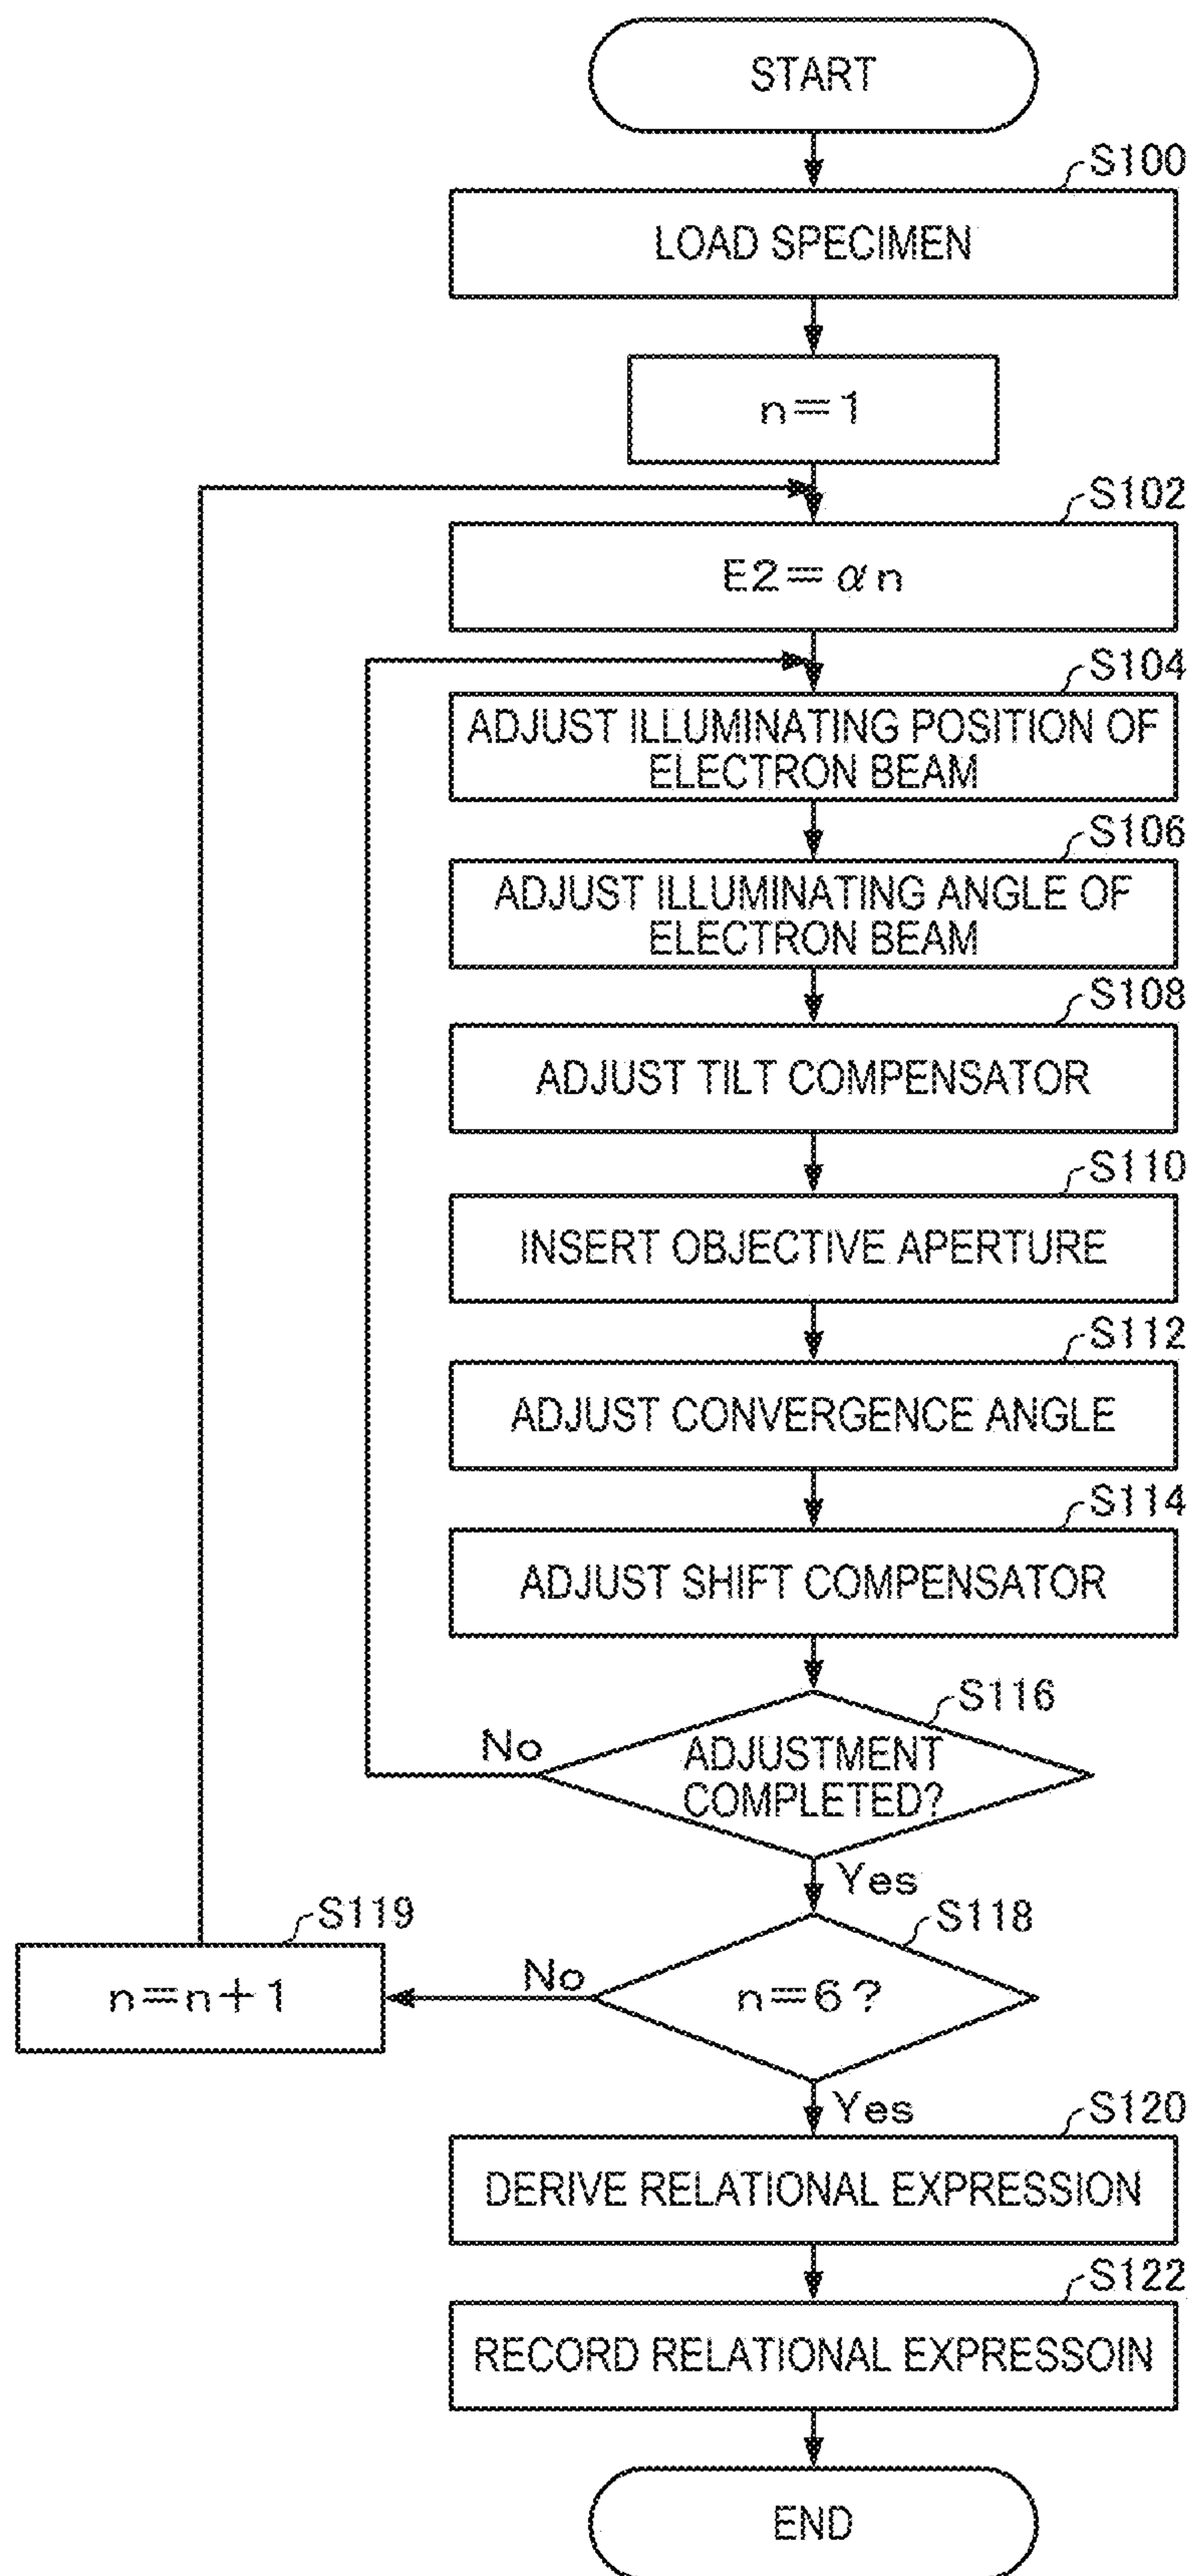 START
S100
LOAD SPECIMEN
n=1
S102
E2=αn
S104
ADJUST ILLUMINATING POSITION OF
ELECTRON BEAM
S106
ADJUST ILLUMINATING ANGLE OF
ELECTRON BEAM
S108
ADJUST TILT COMPENSATOR
S110
INSERT OBJECTIVE APERTURE
S112
ADJUST CONVERGENCE ANGLE
S114
ADJUST SHIFT COMPENSATOR
S116
No
ADJUSTMENT
COMPLETED?
Yes
S119
S118
n=n+1
No
n=6?
Yes
S120
DERIVE RELATIONAL EXPRESSION
S122
RECORD RELATIONAL EXPRESSOIN
END